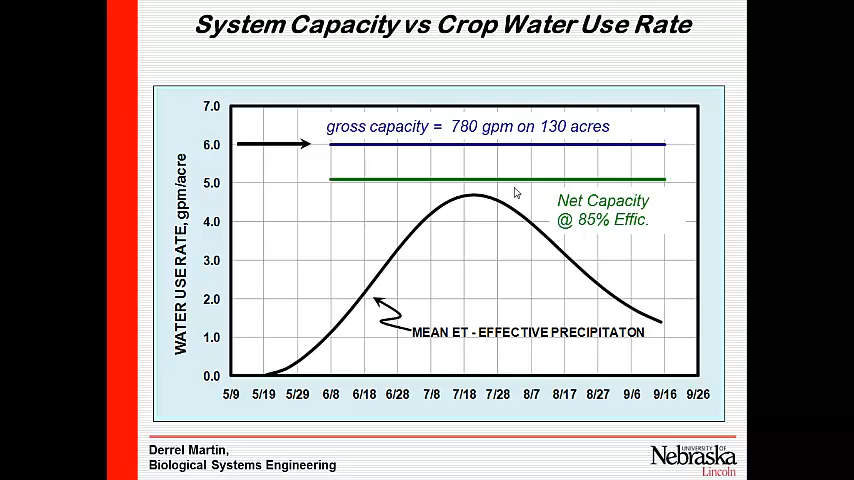 System Capacity vs Crop Water Use Rate
7.0
gross capacity = 780 gpm on 130 acres
6.0
5.0
Net Capacity
@ 85% Effic.
4.0
3.0
2.0
1.0
0.0
WATER USE RATE, gpm/acre
MEAN ET - EFFECTIVE PRECIPITATON
5/9 5/19 5/29 6/8 6/18 6/28 7/8 7/18 7/28 8/7 8/17 8/27 9/6 9/16 9/26
Derrel Martin,
Biological Systems Engineering
UNIVERSITY OF
Nebraska
Lincoln